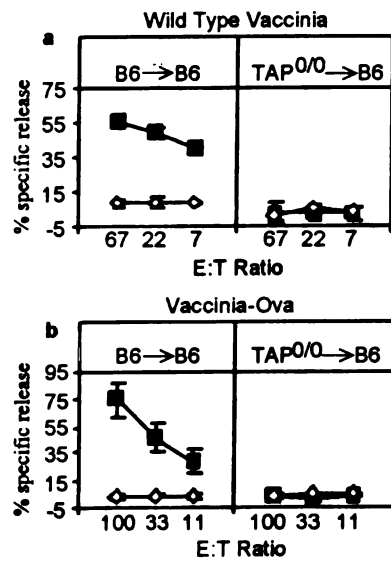 Wild Type Vaccinia
a
B6→B6 TAP0/0→B6
75
55
35
15
-5
% specific release
67 22 7 67 22 7
E:T Ratio
Vaccinia-Ova
b
B6→B6 TAP0/0→B6
95
75
55
35
15
-5
% specific release
100 33 11 100 33 11
E:T Ratio